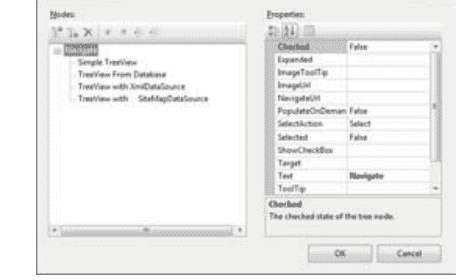 Nodes:
Simple TreeView
TreeView From Database
TreeView with XmlDataSource
TreeView with SiteMapDataSource
Properties:
Checked False
Expanded
ImageToolTip
ImageUrl
NavigateUrl
PopulateOnDeman False
SelectAction Select
Selected False
ShowCheckBox
Target
Text Navigate
ToolTip
Checked
The checked state of the tree node.
OK Cancel